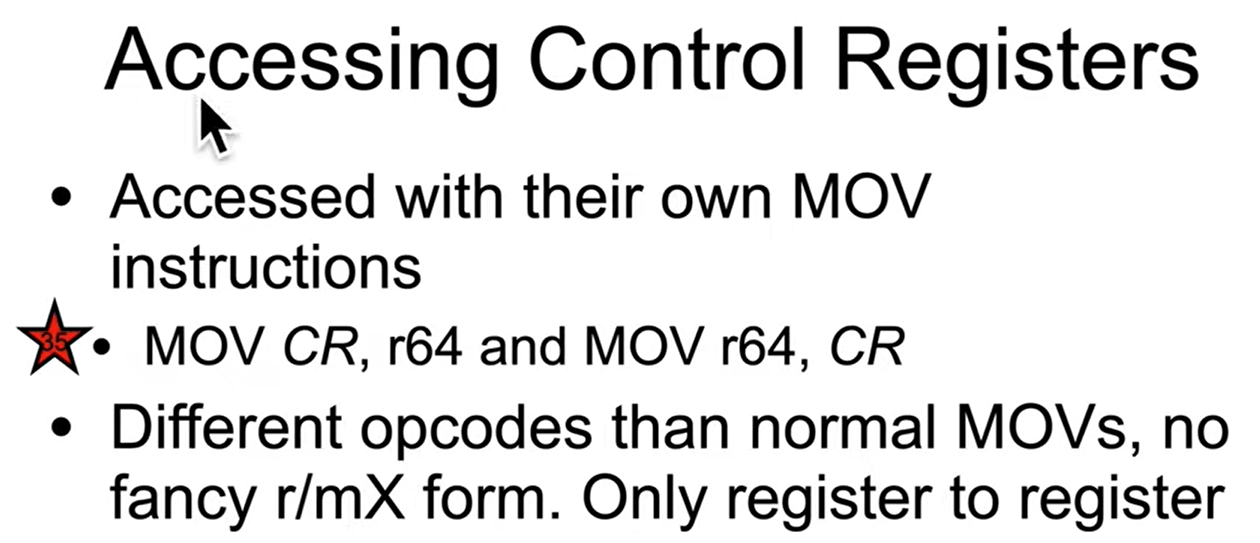 Accessing Control Registers
• Accessed with their own MOV
instructions
35 • MOV CR, r64 and MOV r64, CR
• Different opcodes than normal MOVs, no
fancy r/mX form. Only register to register